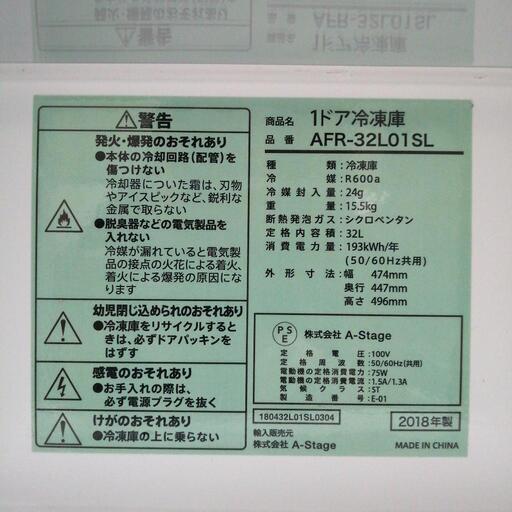 警告
発火・爆発のおそれあり
●本体の冷却回路(配管)を
傷つけない
冷却器についた霜は、刃物
やアイスピックなど、鋭利な
金属で取らない
●脱臭器などの電気製品を
入れない
冷媒が漏れていると電気製
品の接点の火花による着火、
着火による爆発の原因にな
ります
幼児閉じ込められのおそれあり
●冷凍庫をリサイクルすると
きは、必ずドアパッキンを
はずす
感電のおそれあり
●お手入れの際は、
必ず電源プラグを抜く
けがのおそれあり
●冷凍庫の上に乗らない
商品名 1ドア冷凍庫
品番 AFR-32L01SL
種類:冷凍庫
冷媒:R600a
冷媒封入量:24g
重量:15.5kg
断熱発泡ガス:シクロペンタン
定格内容積:32L
消費電力量:193kWh/年
(50/60Hz共用)
外形寸法:幅 474mm
奥行 447mm
高さ 496mm
PSE 株式会社 A-Stage
定格電圧:100V
定格周波数:50/60Hz(共用)
電動機の定格消費電力:75W
電動機の定格消費電流:1.5A/1.3A
気候クラス:ST
製造番号:E-01
180432L01SL0304
2018年製
輸入販売元
株式会社 A-Stage
MADE IN CHINA